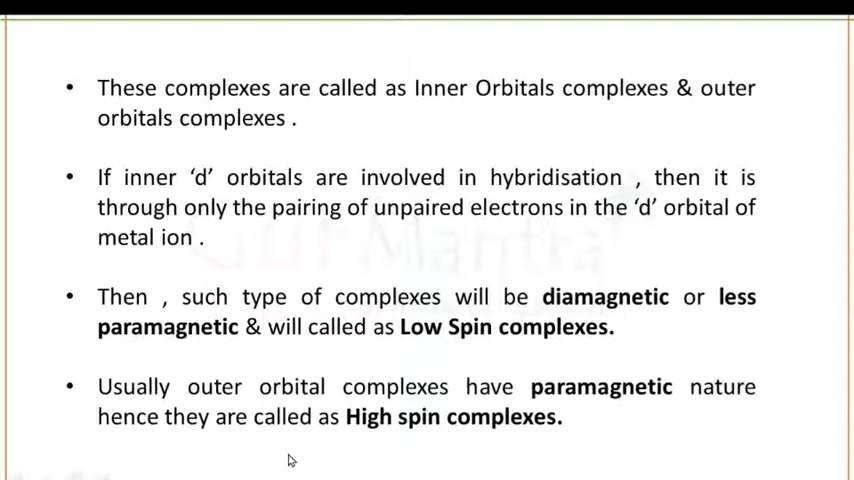 • These complexes are called as Inner Orbitals complexes & outer
orbitals complexes .
• If inner ‘d’ orbitals are involved in hybridisation , then it is
through only the pairing of unpaired electrons in the ‘d’ orbital of
metal ion .
• Then , such type of complexes will be diamagnetic or less
paramagnetic & will called as Low Spin complexes.
• Usually outer orbital complexes have paramagnetic nature
hence they are called as High spin complexes.